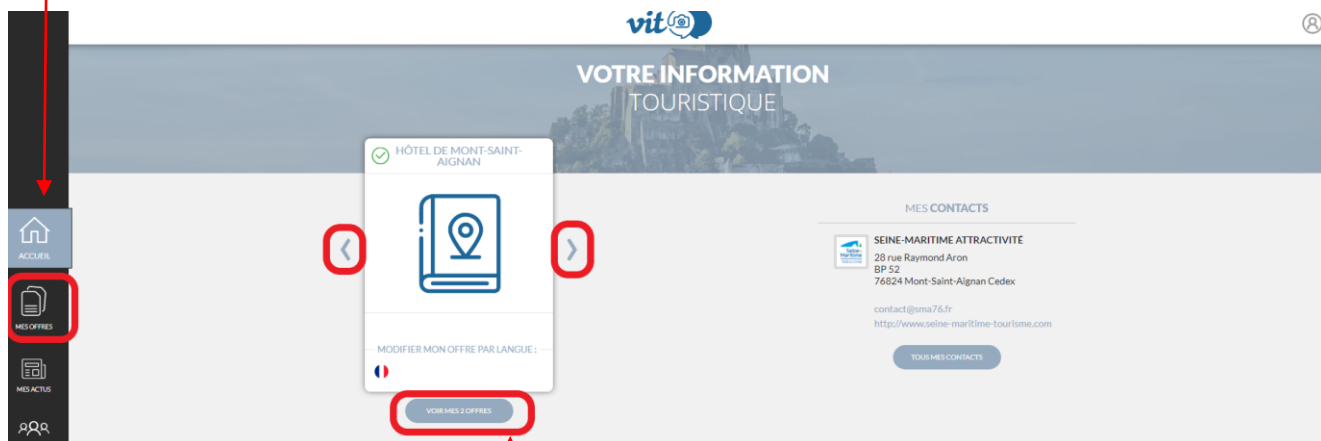 vit
VOTRE INFORMATION
TOURISTIQUE
HÔTEL DE MONT-SAINT-
AIGNAN
MODIFIER MON OFFRE PAR LANGUE :
VOIR MES 2 OFFRES
ACCUEIL
MES OFFRES
MES ACTUS
MES CONTACTS
Seine-
Maritime
SEINE-MARITIME ATTRACTIVITÉ
28 rue Raymond Aron
BP 52
76824 Mont-Saint-Aignan Cedex
contact@sma76.fr
http://www.seine-maritime-tourisme.com
TOUS MES CONTACTS